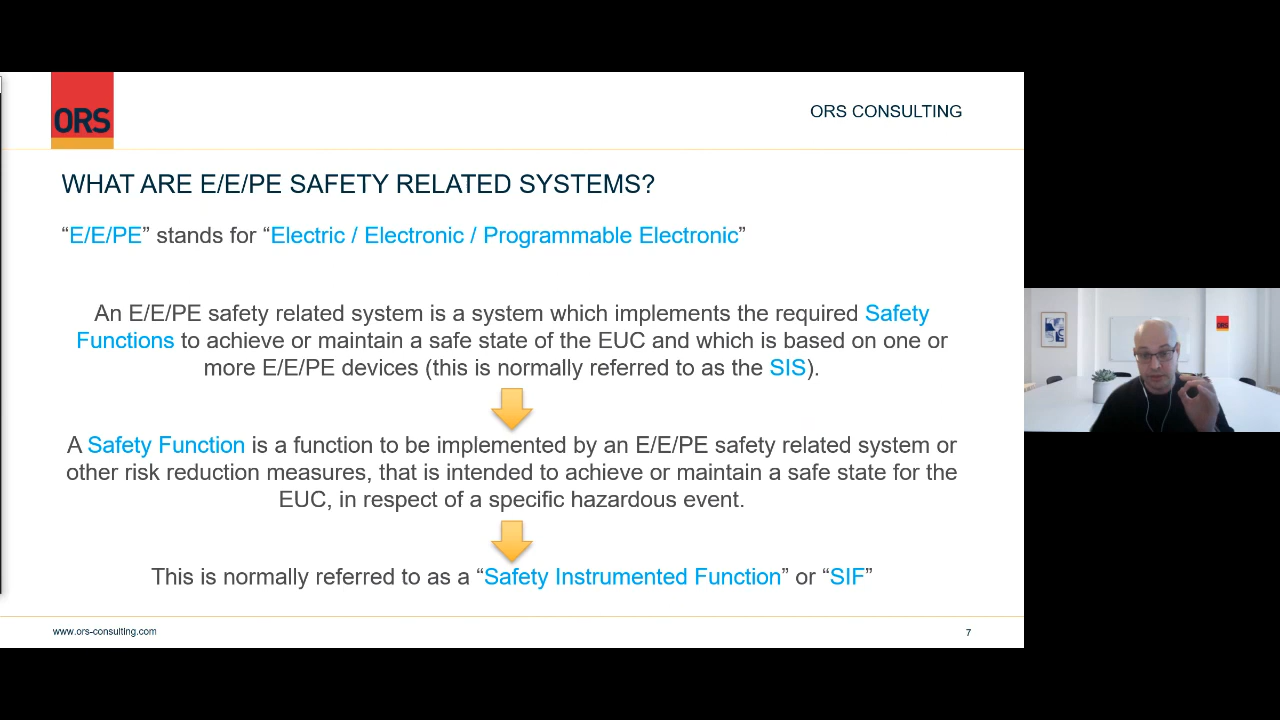 ORS
ORS CONSULTING
WHAT ARE E/E/PE SAFETY RELATED SYSTEMS?
“E/E/PE” stands for “Electric / Electronic / Programmable Electronic”
An E/E/PE safety related system is a system which implements the required Safety
Functions to achieve or maintain a safe state of the EUC and which is based on one or
more E/E/PE devices (this is normally referred to as the SIS).
A Safety Function is a function to be implemented by an E/E/PE safety related system or
other risk reduction measures, that is intended to achieve or maintain a safe state for the
EUC, in respect of a specific hazardous event.
This is normally referred to as a “Safety Instrumented Function” or “SIF”
www.ors-consulting.com
7
ORS